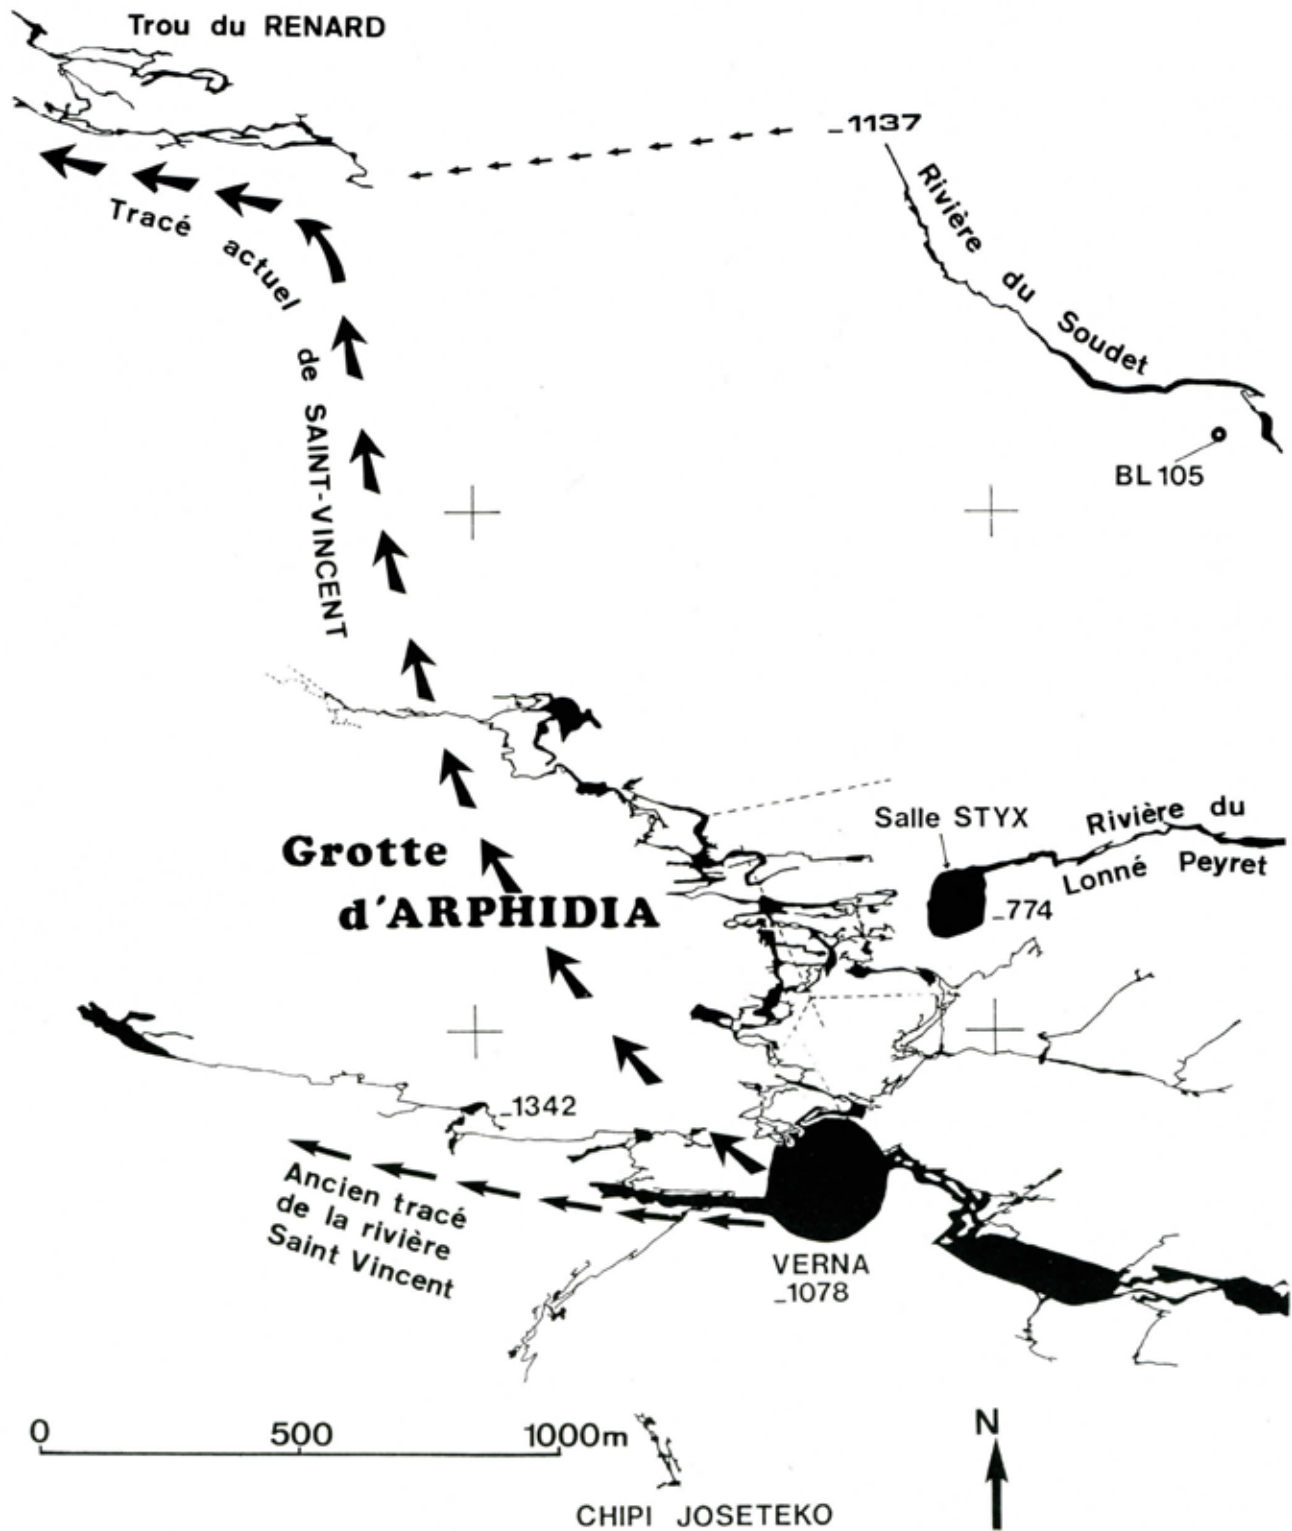 Trou du RENARD
_1137
Rivière du Soudet
Tracé actuel de SAINT-VINCENT
BL 105
Salle STYX
Rivière du
Lonné Peyret
Grotte
d'ARPHIDIA
_774
_1342
Ancien tracé
de la rivière
Saint Vincent
VERNA
_1078
0 500 1000m
N
CHIPI JOSETEKO